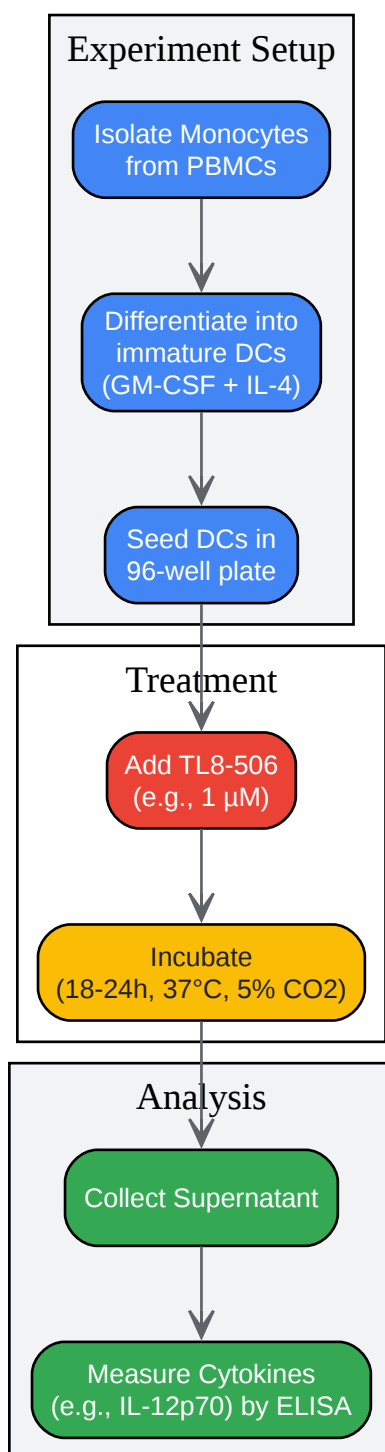 Experiment Setup
Isolate Monocytes
from PBMCs
Differentiate into
immature DCs
(GM-CSF + IL-4)
Seed DCs in
96-well plate
Treatment
Add TL8-506
(e.g., 1 µM)
Incubate
(18-24h, 37°C, 5% CO2)
Analysis
Collect Supernatant
Measure Cytokines
(e.g., IL-12p70) by ELISA